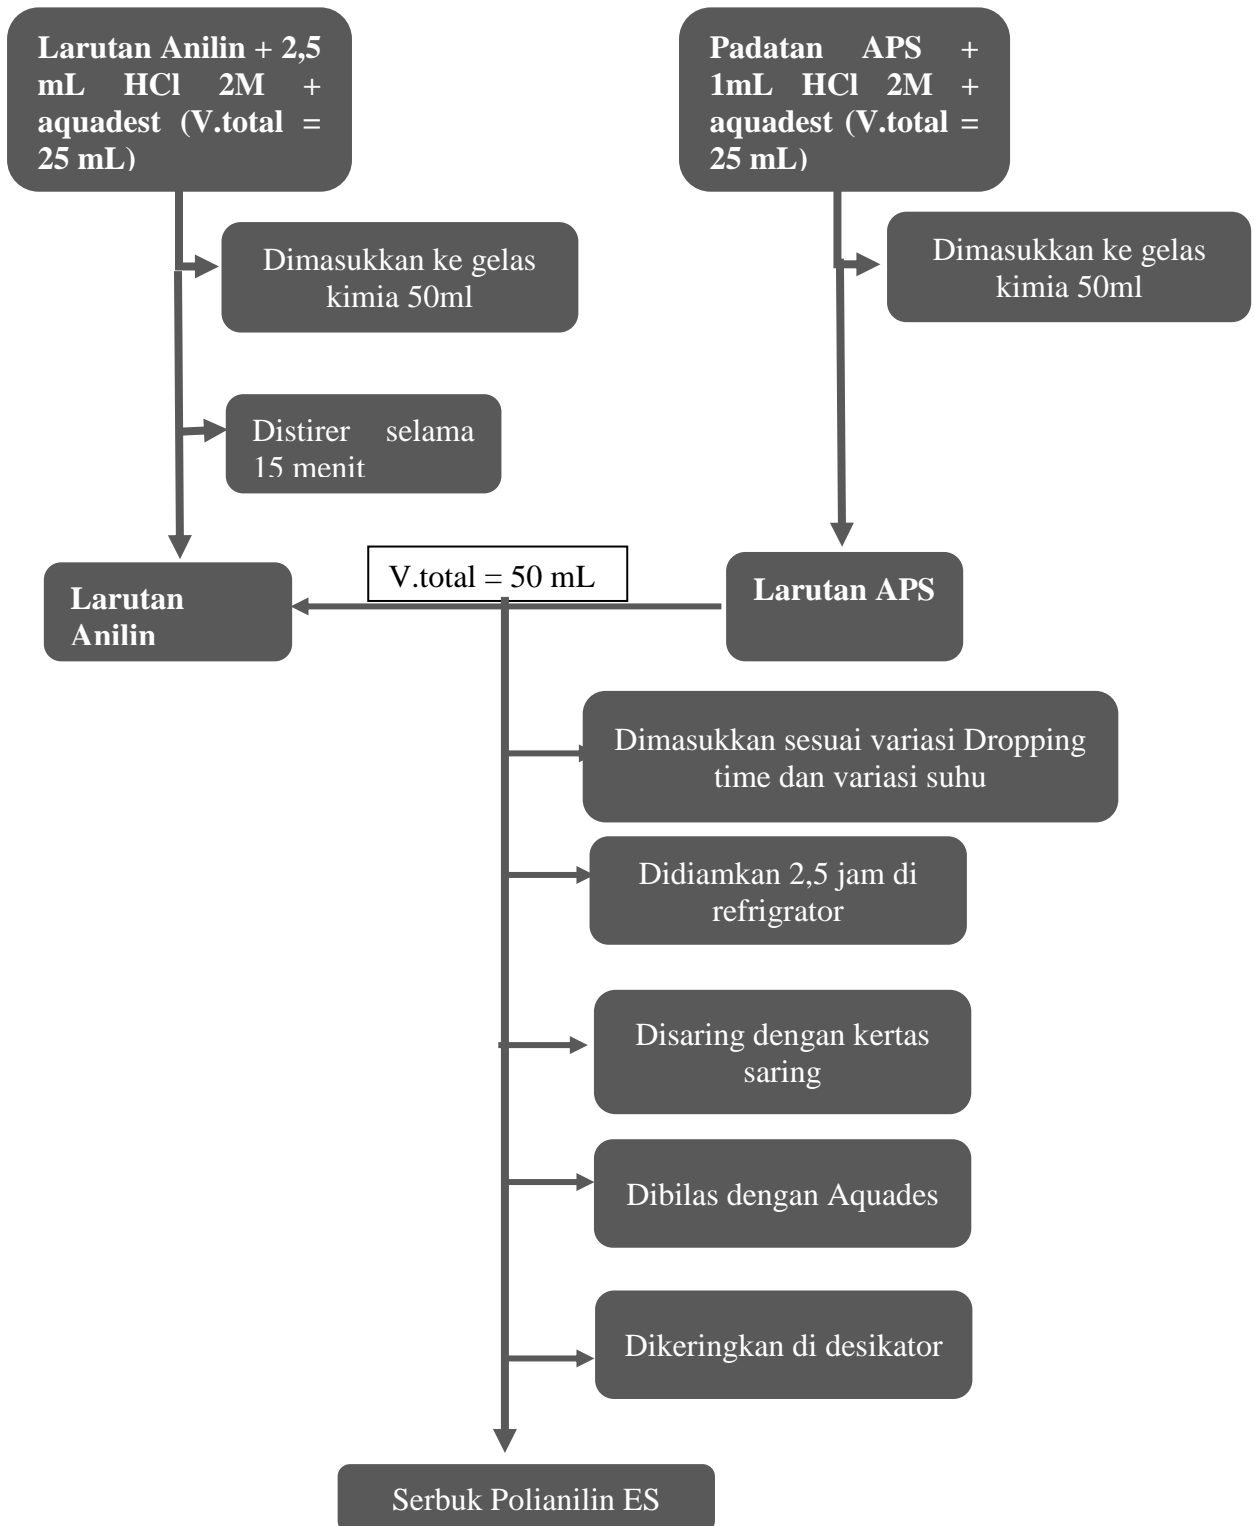 Larutan Anilin + 2,5
mL HCl 2M +
aquadest (V.total =
25 mL)
Padatan APS +
1mL HCl 2M +
aquadest (V.total =
25 mL)
Dimasukkan ke gelas
kimia 50ml
Dimasukkan ke gelas
kimia 50ml
Distirer selama
15 menit
V.total = 50 mL
Larutan
Anilin
Larutan APS
Dimasukkan sesuai variasi Dropping
time dan variasi suhu
Didiamkan 2,5 jam di
refrigrator
Disaring dengan kertas
saring
Dibilas dengan Aquades
Dikeringkan di desikator
Serbuk Polianilin ES